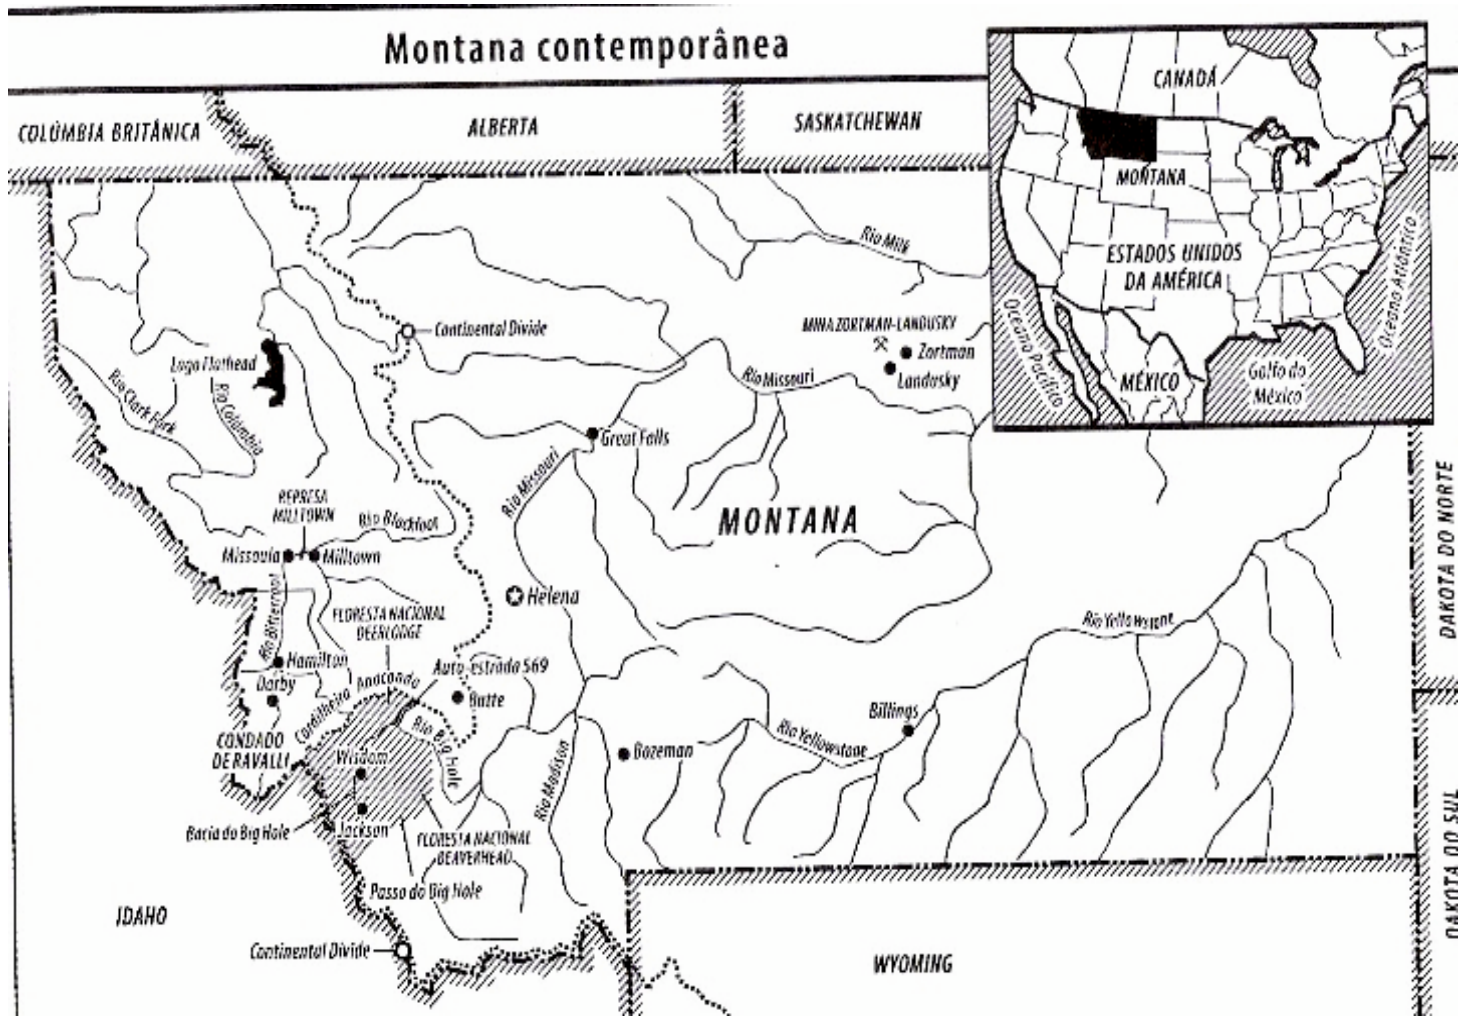 Montana contemporânea
COLÚMBIA BRITÂNICA
ALBERTA
SASKATCHEWAN
CANADÁ
MONTANA
ESTADOS UNIDOS
DA AMÉRICA
Oceano Pacífico
Oceano Atlântico
MÉXICO
Golfo do
México
Rio Milk
Continental Divide
MINA ZORTMAN-LANDUSKY
Zortman
Landusky
Lago Flathead
Rio Clark Fork
Rio Columbia
Rio Missouri
Great Falls
Rio Missouri
REPRESA
MILLTOWN
Rio Blackfoot
MONTANA
Missoula
Milltown
Helena
DAKOTA DO NORTE
Rio Bitterroot
FLORESTA NACIONAL
DEERLODGE
Rio Yellowstone
Hamilton
Darby
Auto-estrada 569
Cordilheira Anaconda
Butte
Billings
CONDADO
DE RAVALLI
Rio Big Hole
Rio Yellowstone
Bozeman
Wisdom
Rio Madison
Bacia do Big Hole
Jackson
FLORESTA NACIONAL
BEAVERHEAD
Passo do Big Hole
DAKOTA DO SUL
IDAHO
Continental Divide
WYOMING